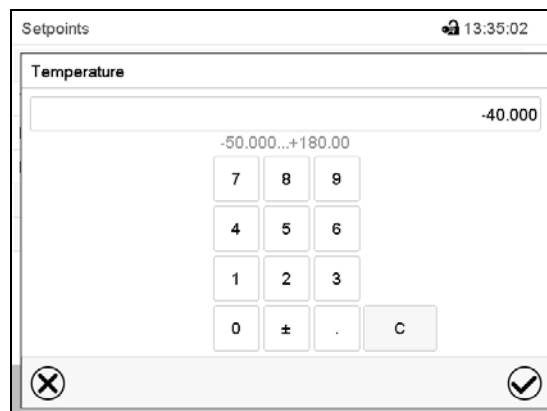 Setpoints 13:35:02
Temperature
-40.000
-50.000...+180.00
7 8 9
4 5 6
1 2 3
0 ± . C